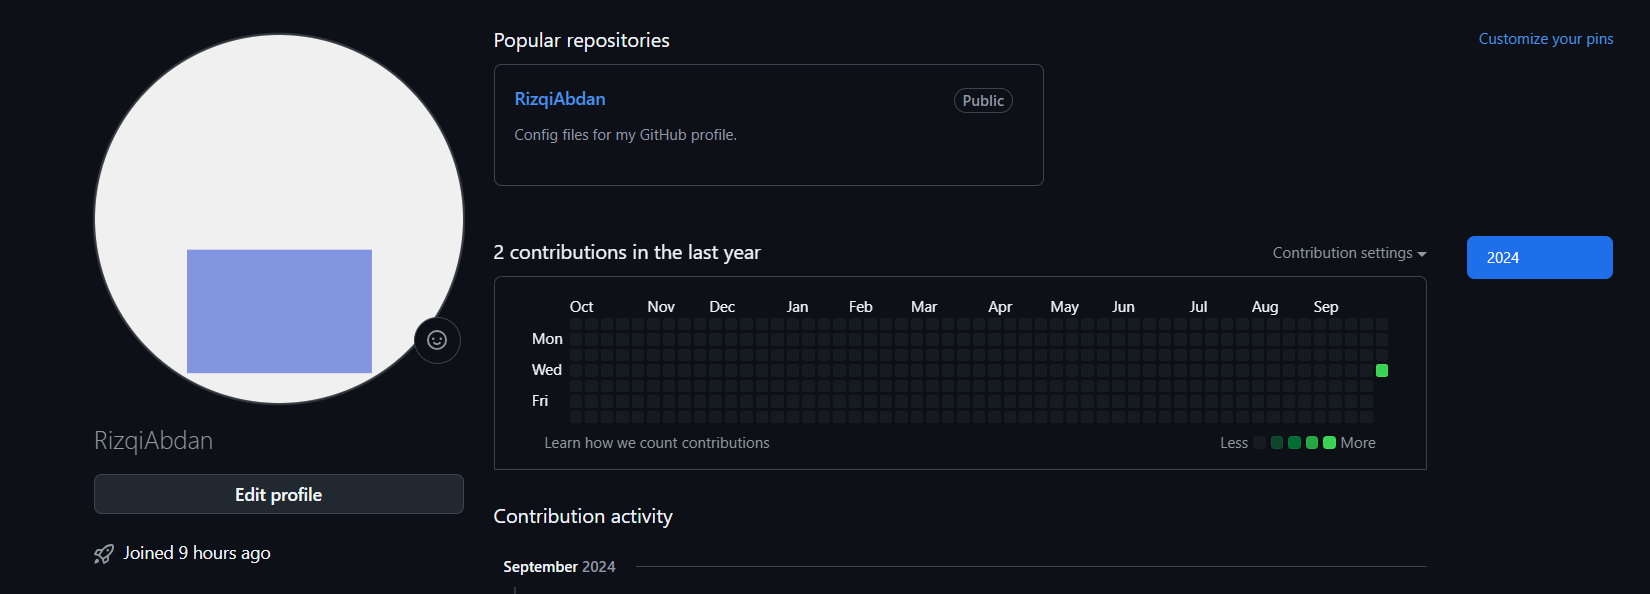 Popular repositories
Customize your pins
RizqiAbdan
Public
Config files for my GitHub profile.
2 contributions in the last year
Contribution settings
2024
Oct Nov Dec Jan Feb Mar Apr May Jun Jul Aug Sep
Mon
Wed
Fri
Learn how we count contributions
Less
More
RizqiAbdan
Edit profile
Joined 9 hours ago
Contribution activity
September 2024